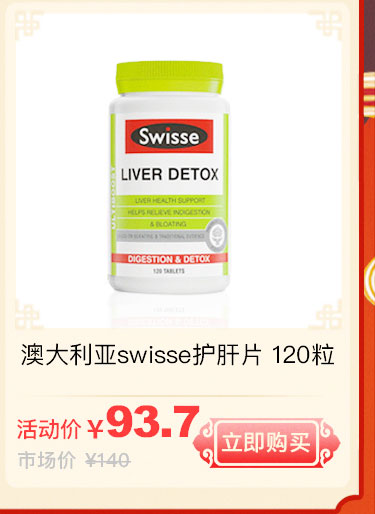 Swisse
LIVER DETOX
LIVER HEALTH SUPPORT
HELPS RELIEVE INDIGESTION
& BLOATING
DIGESTION & DETOX
120 TABLETS
澳大利亚swisse护肝片 120粒
活动价 ¥93.7
立即购买
市场价 ¥140